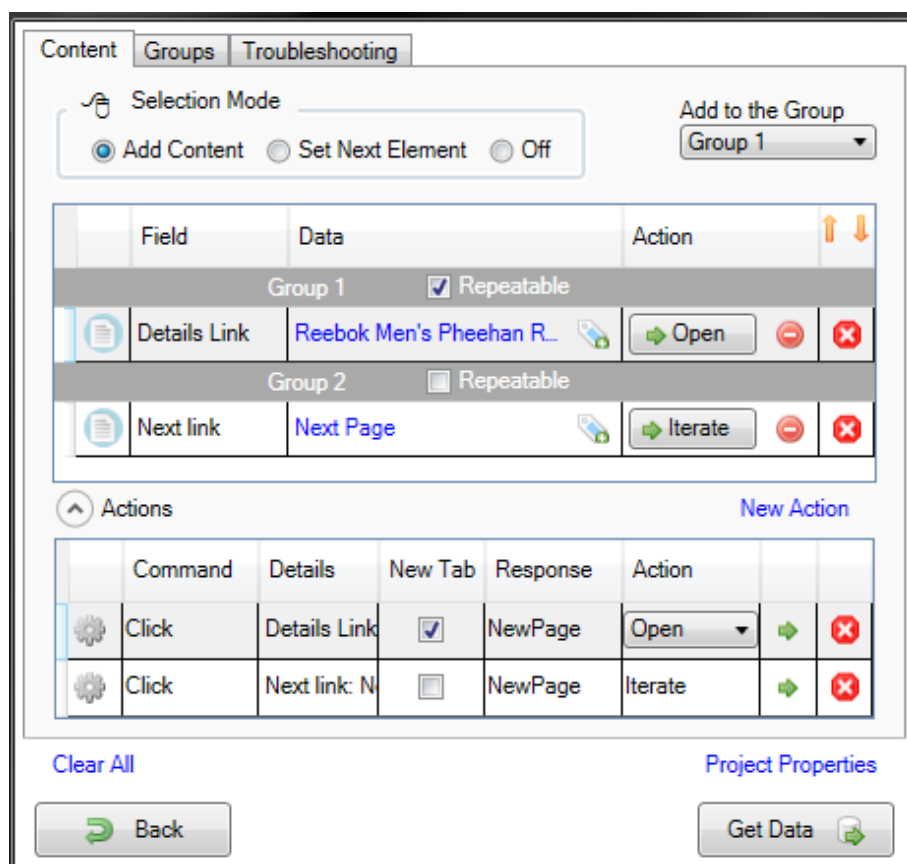 Content Groups Troubleshooting
Selection Mode
Add to the Group
Add Content Set Next Element Off
Group 1
Field Data Action
Group 1 Repeatable
Details Link Reebok Men's Pheehan R... Open
Group 2 Repeatable
Next link Next Page Iterate
Actions New Action
Command Details New Tab Response Action
Click Details Link NewPage Open
Click Next link: N NewPage Iterate
Clear All Project Properties
Back Get Data